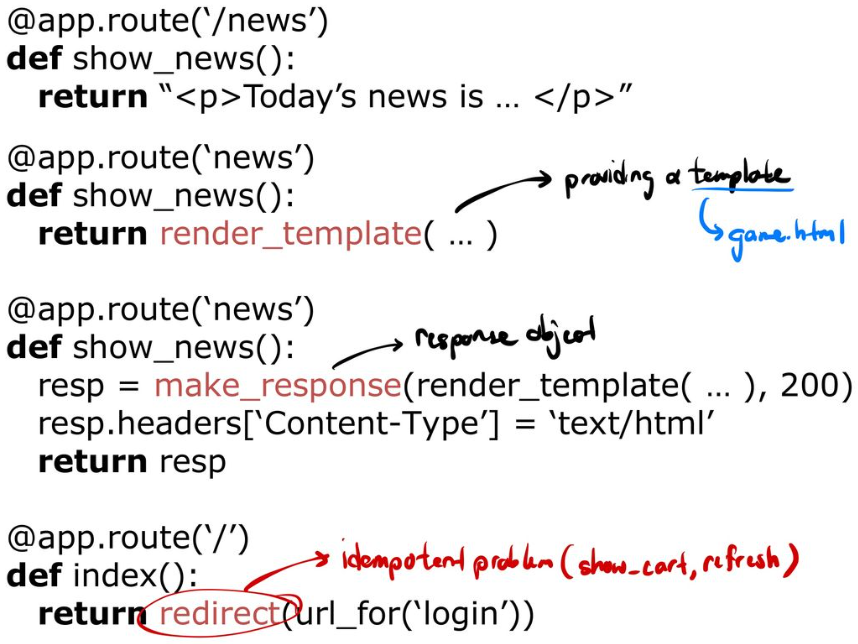 @app.route(‘/news’)
def show_news():
return “<p>Today’s news is … </p>”
@app.route(‘news’)
def show_news():
return render_template( … )
providing a template
game.html
@app.route(‘news’)
def show_news():
response object
resp = make_response(render_template( … ), 200)
resp.headers[‘Content-Type’] = ‘text/html’
return resp
@app.route(‘/’)
def index():
idempotent problem (show_cart, refresh)
return redirect(url_for(‘login’))